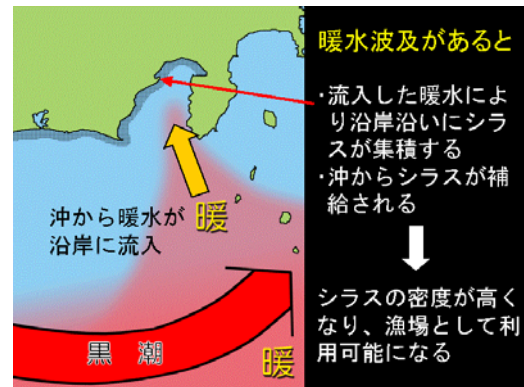 暖水波及があると
・流入した暖水によ
り沿岸沿いにシラ
スが集積する
・沖からシラスが補
給される
シラスの密度が高く
なり、漁場として利
用可能になる
沖から暖水が
沿岸に流入
暖
黒潮
暖